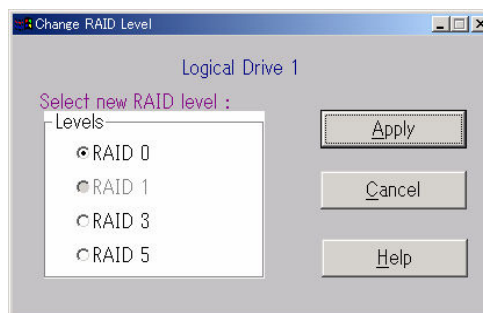 Change RAID Level
Logical Drive 1
Select new RAID level :
Levels
RAID 0
RAID 1
RAID 3
RAID 5
Apply
Cancel
Help